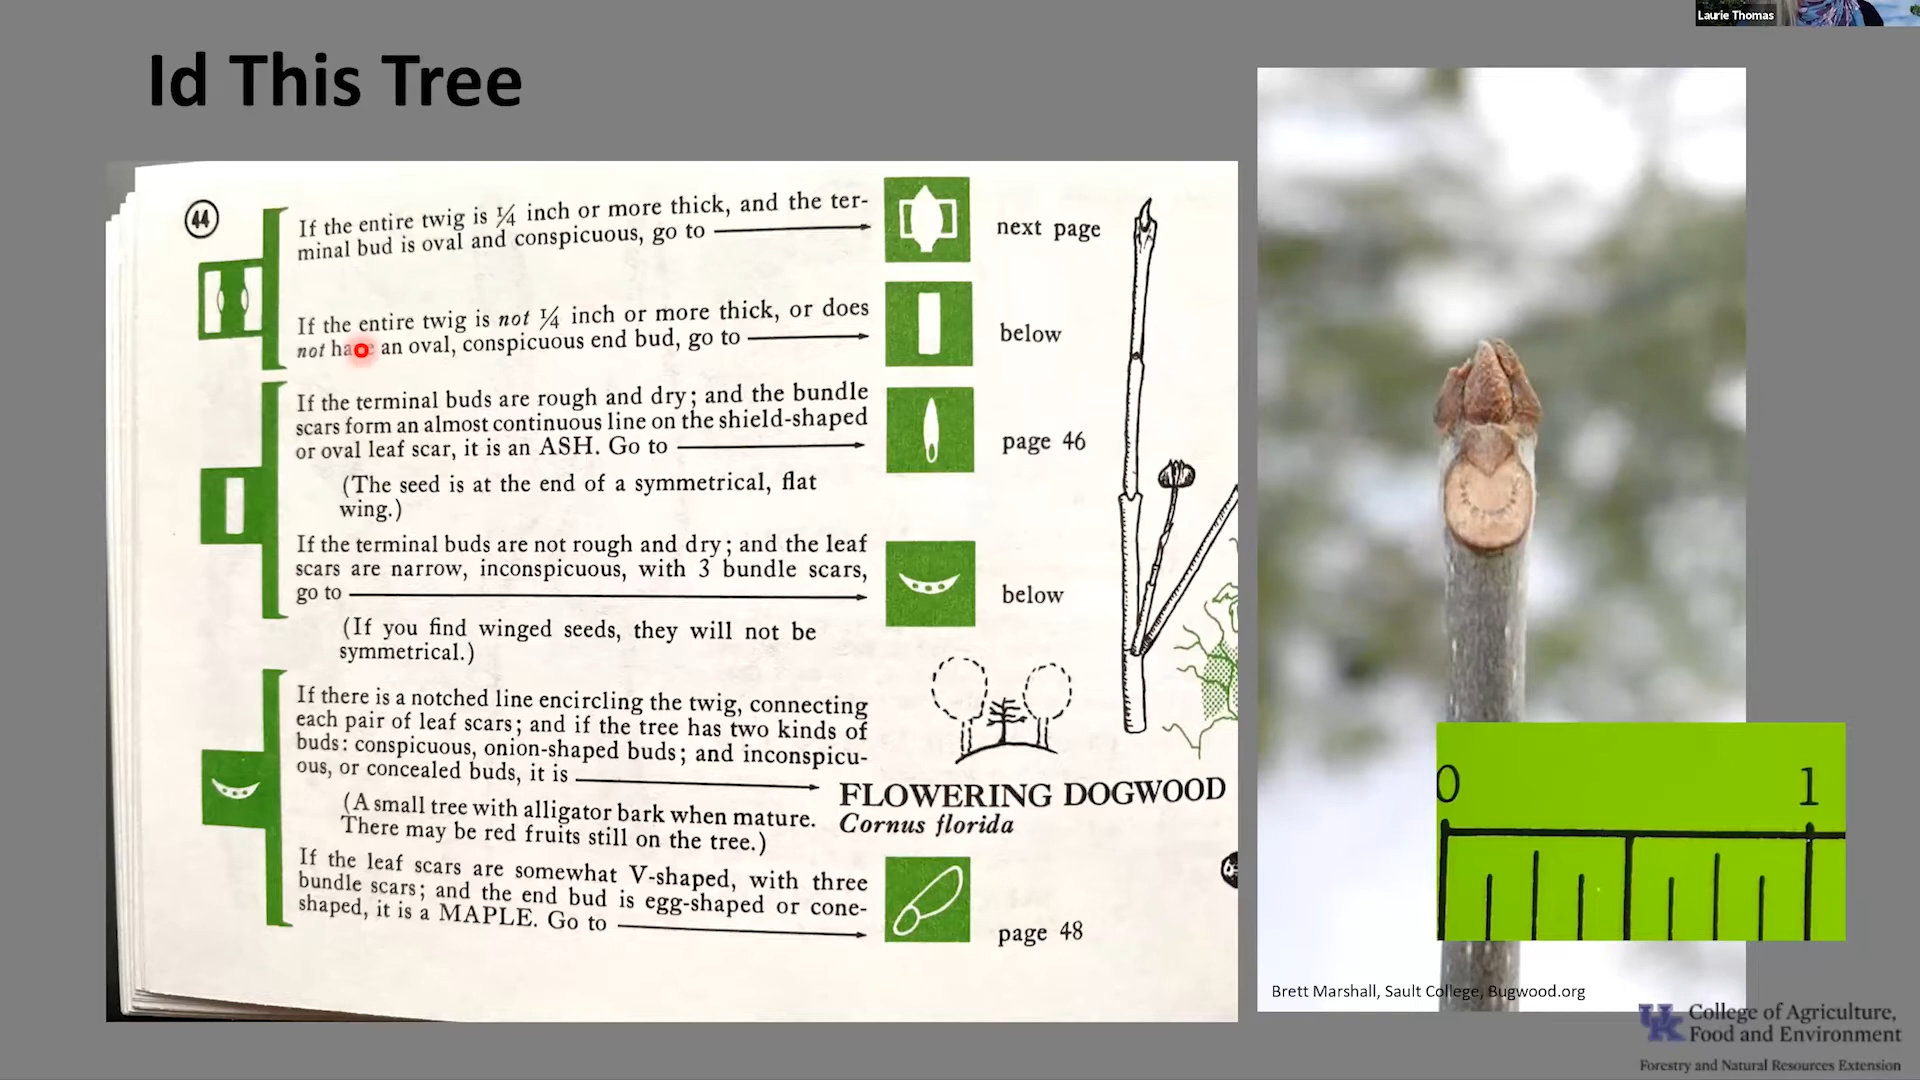 Laurie Thomas
Id This Tree
44
If the entire twig is 1/4 inch or more thick, and the ter-
minal bud is oval and conspicuous, go to
next page
If the entire twig is not 1/4 inch or more thick, or does
not have an oval, conspicuous end bud, go to
below
If the terminal buds are rough and dry; and the bundle
scars form an almost continuous line on the shield-shaped
or oval leaf scar, it is an ASH. Go to
page 46
(The seed is at the end of a symmetrical, flat
wing.)
If the terminal buds are not rough and dry; and the leaf
scars are narrow, inconspicuous, with 3 bundle scars,
go to
below
(If you find winged seeds, they will not be
symmetrical.)
If there is a notched line encircling the twig, connecting
each pair of leaf scars; and if the tree has two kinds of
buds: conspicuous, onion-shaped buds; and inconspicu-
ous, or concealed buds, it is
FLOWERING DOGWOOD
Cornus florida
(A small tree with alligator bark when mature.
There may be red fruits still on the tree.)
If the leaf scars are somewhat V-shaped, with three
bundle scars; and the end bud is egg-shaped or cone-
shaped, it is a MAPLE. Go to
page 48
0 1
Brett Marshall, Sault College, Bugwood.org
UK
College of Agriculture,
Food and Environment
Forestry and Natural Resources Extension